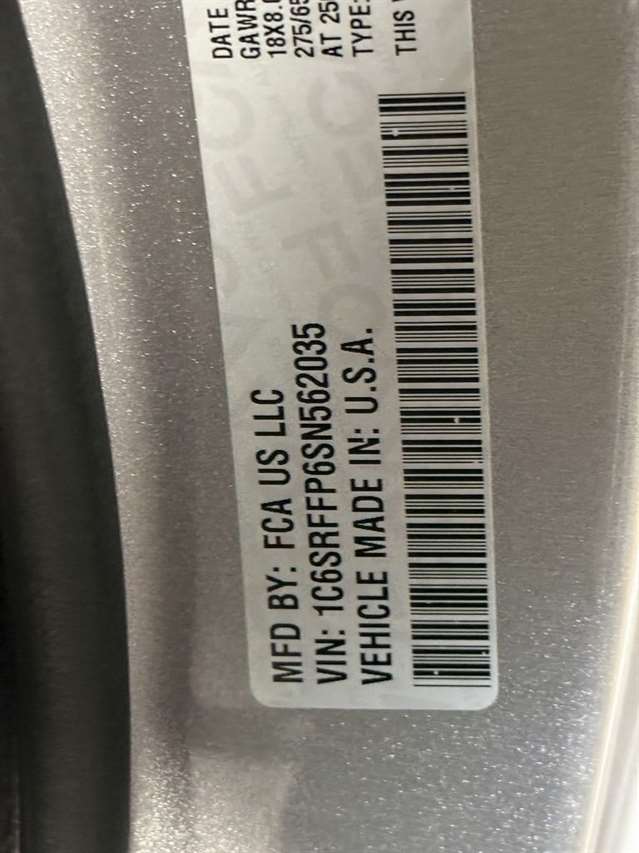 MFD BY: FCA US LLC
VIN: 1C6SRFFP6SN562035
VEHICLE MADE IN: U.S.A.
DATE
GAWR
18X8.0
275/65
AT 250
TYPE:
THIS